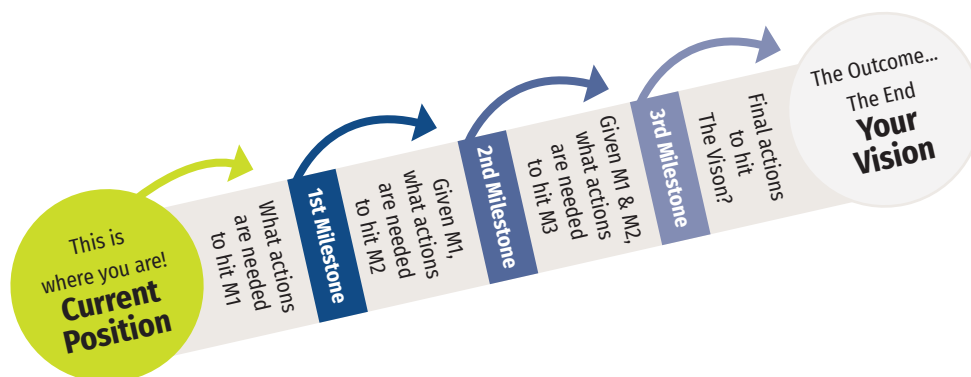 This is
where you are!
Current
Position
What actions
are needed
to hit M1
1st Milestone
Given M1,
what actions
are needed
to hit M2
2nd Milestone
Given M1 & M2,
what actions
are needed
to hit M3
3rd Milestone
Final actions
to hit
The Vison?
The Outcome...
The End
Your
Vision